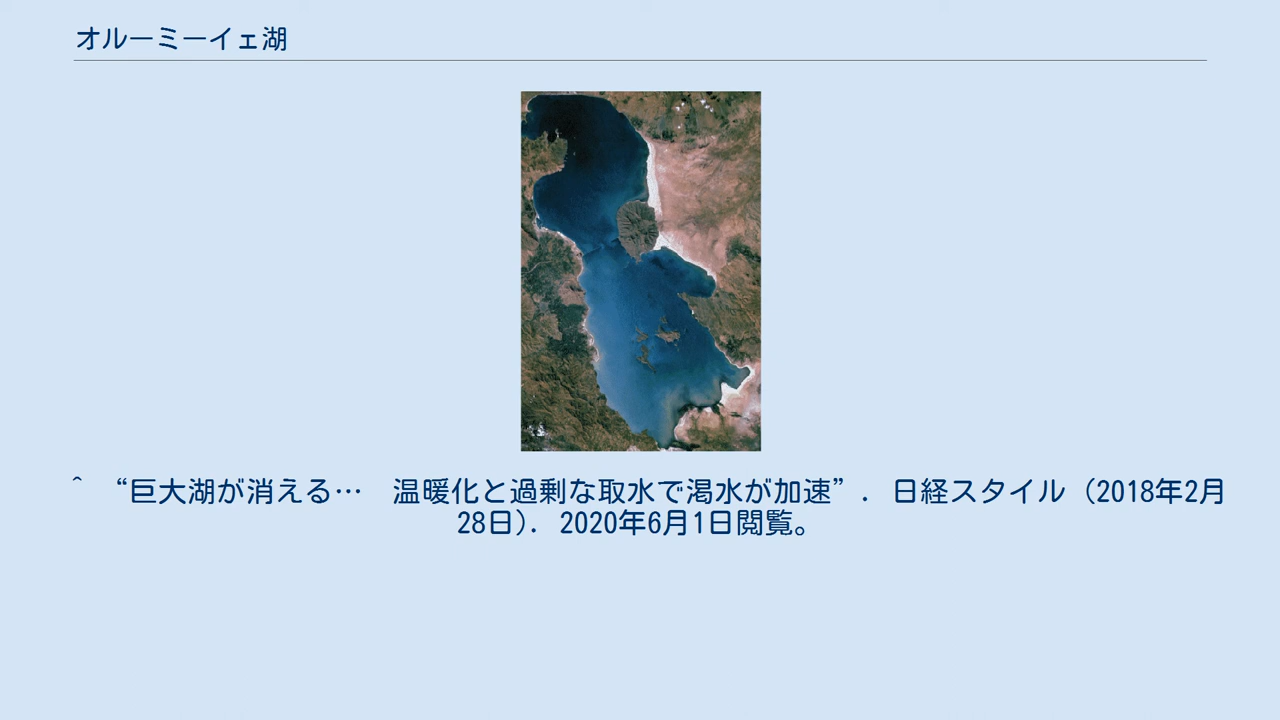 オルーミーイェ湖
^ “巨大湖が消える… 温暖化と過剰な取水で渇水が加速”. 日経スタイル (2018年2月
28日). 2020年6月1日閲覧。